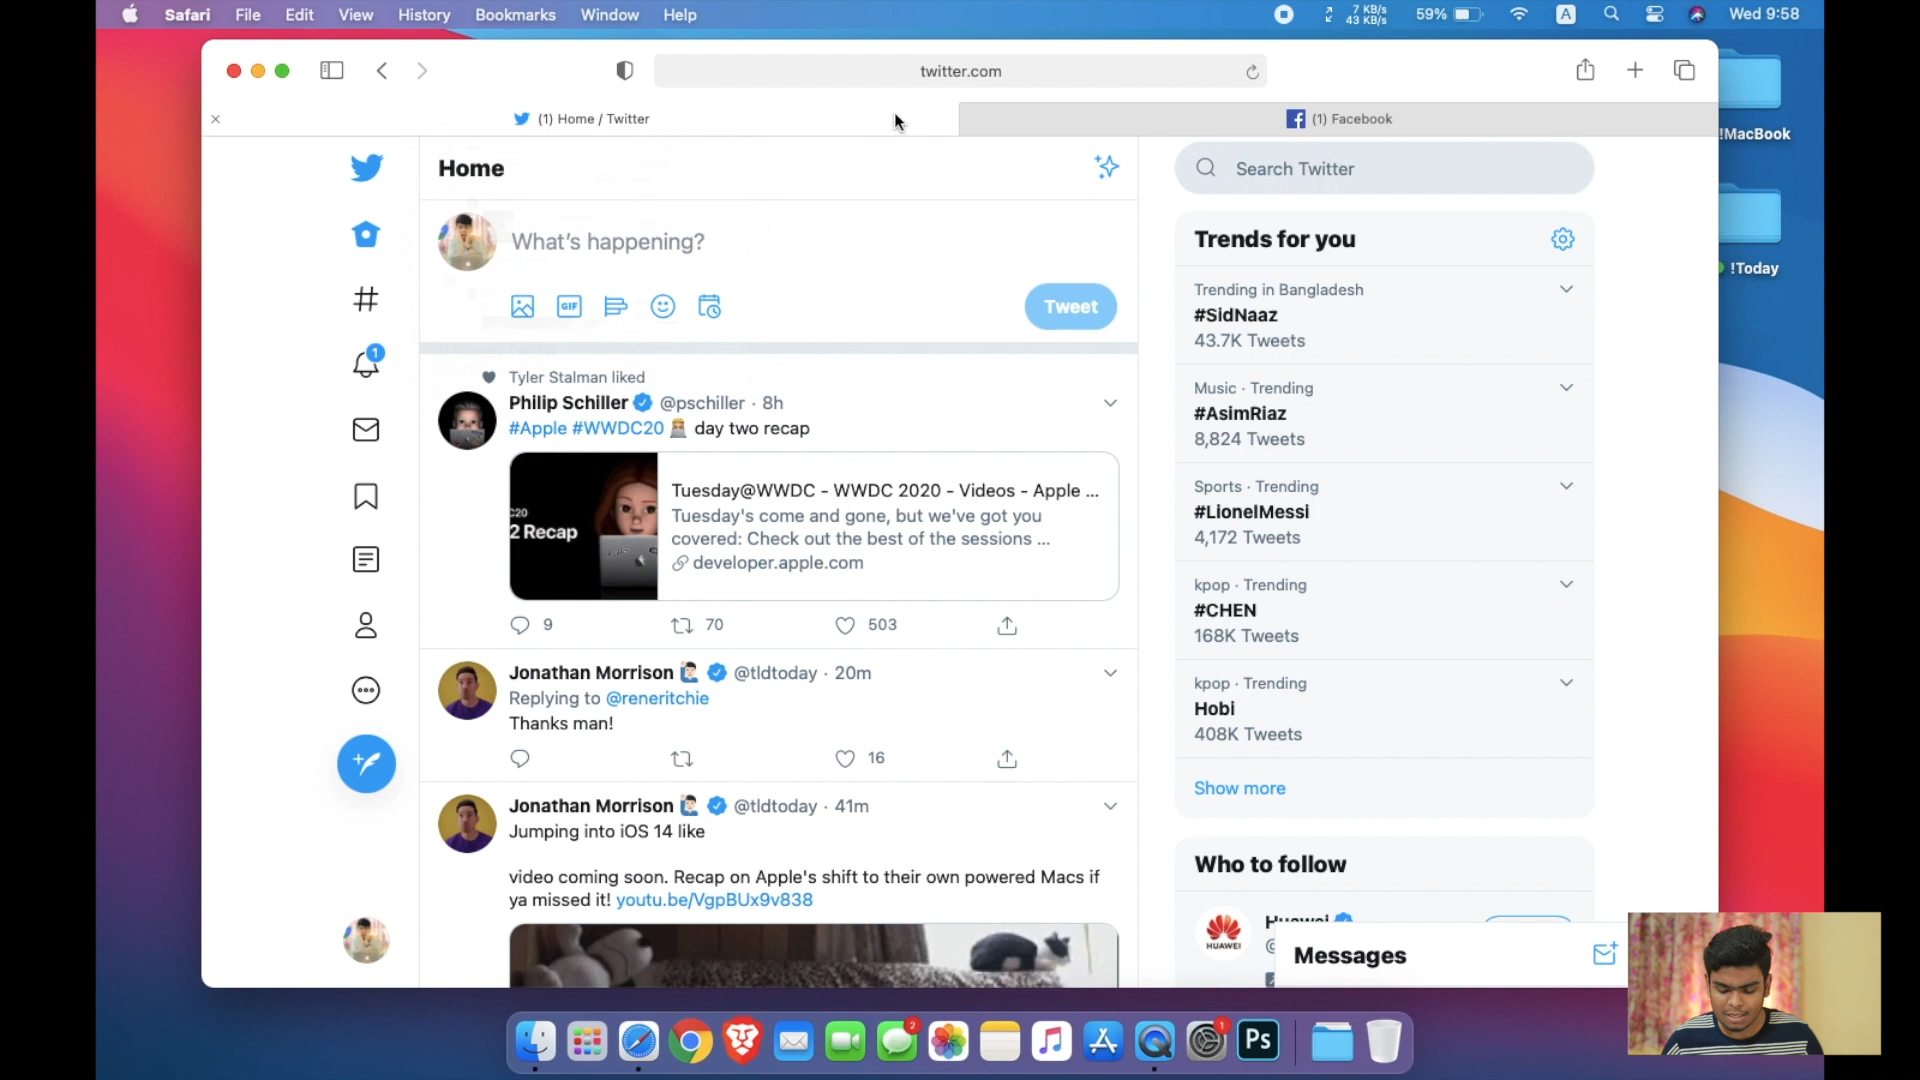 Safari File Edit View History Bookmarks Window Help
7 KB/s
43 KB/s
59%
A
Wed 9:58
twitter.com
(1) Home / Twitter
(1) Facebook
!MacBook
!Today
Home
Search Twitter
What's happening?
GIF
Tweet
1
Trends for you
Trending in Bangladesh
#SidNaaz
43.7K Tweets
Music · Trending
#AsimRiaz
8,824 Tweets
Sports · Trending
#LionelMessi
4,172 Tweets
kpop · Trending
#CHEN
168K Tweets
kpop · Trending
Hobi
408K Tweets
Show more
Who to follow
Huawei
HUAWEI
Messages
Tyler Stalman liked
Philip Schiller @pschiller · 8h
#Apple #WWDC20 day two recap
C20
2 Recap
Tuesday@WWDC - WWDC 2020 - Videos - Apple ...
Tuesday's come and gone, but we've got you
covered: Check out the best of the sessions ...
developer.apple.com
9 70 503
Jonathan Morrison @tldtoday · 20m
Replying to @reneritchie
Thanks man!
16
Jonathan Morrison @tldtoday · 41m
Jumping into iOS 14 like
video coming soon. Recap on Apple's shift to their own powered Macs if
ya missed it! youtu.be/VgpBUx9v838
2
1
Ps